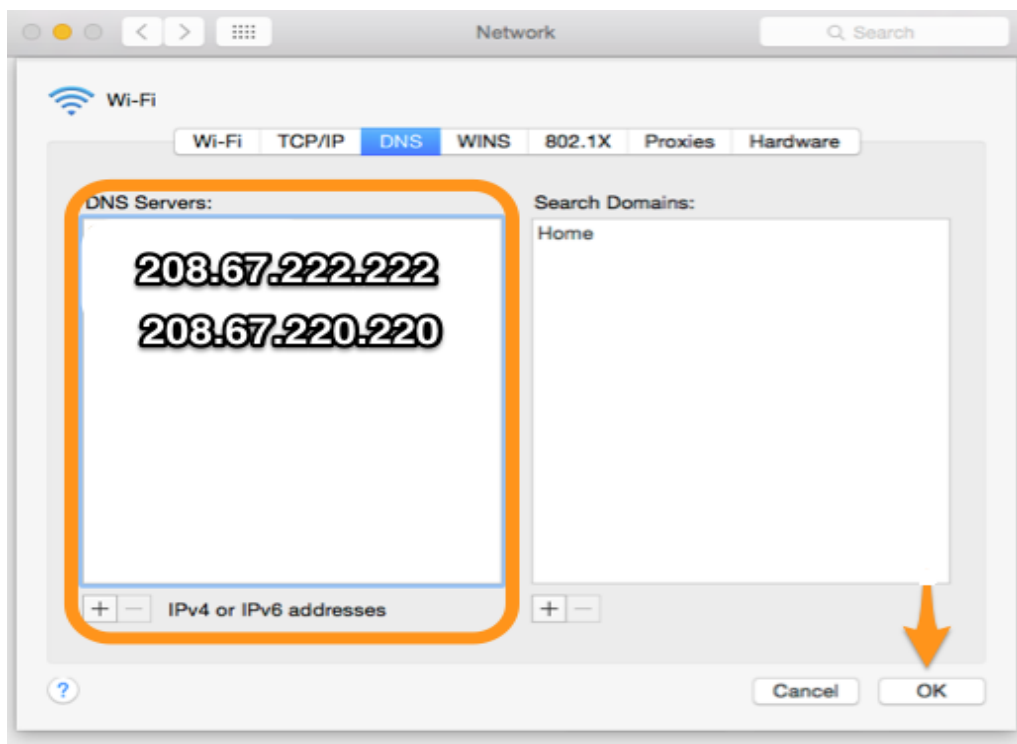 Network
Search
Wi-Fi
Wi-Fi TCP/IP DNS WINS 802.1X Proxies Hardware
DNS Servers:
Search Domains:
Home
208.67.222.222
208.67.220.220
+ − IPv4 or IPv6 addresses
+ −
? Cancel OK